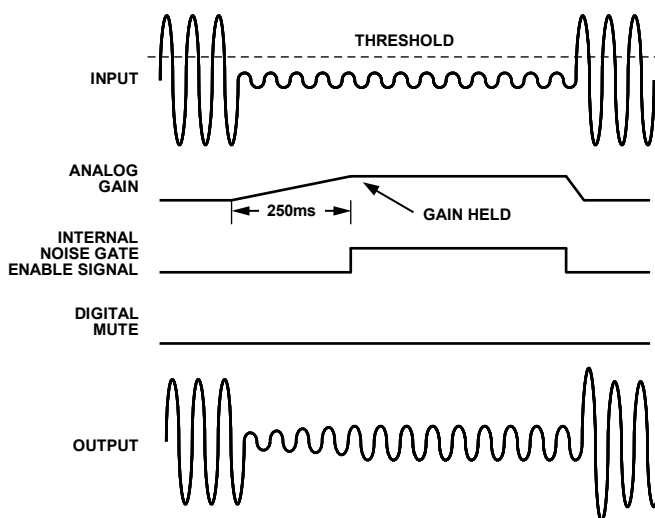 THRESHOLD
INPUT
ANALOG
GAIN
250ms
GAIN HELD
INTERNAL
NOISE GATE
ENABLE SIGNAL
DIGITAL
MUTE
OUTPUT